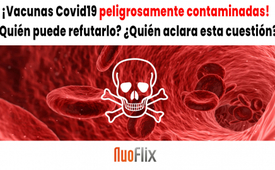 ¡Vacunas Covid19 peligrosamente contaminadas!
¿Quién puede refutarlo? ¿Quién aclara esta cuestión?
NuoFlix